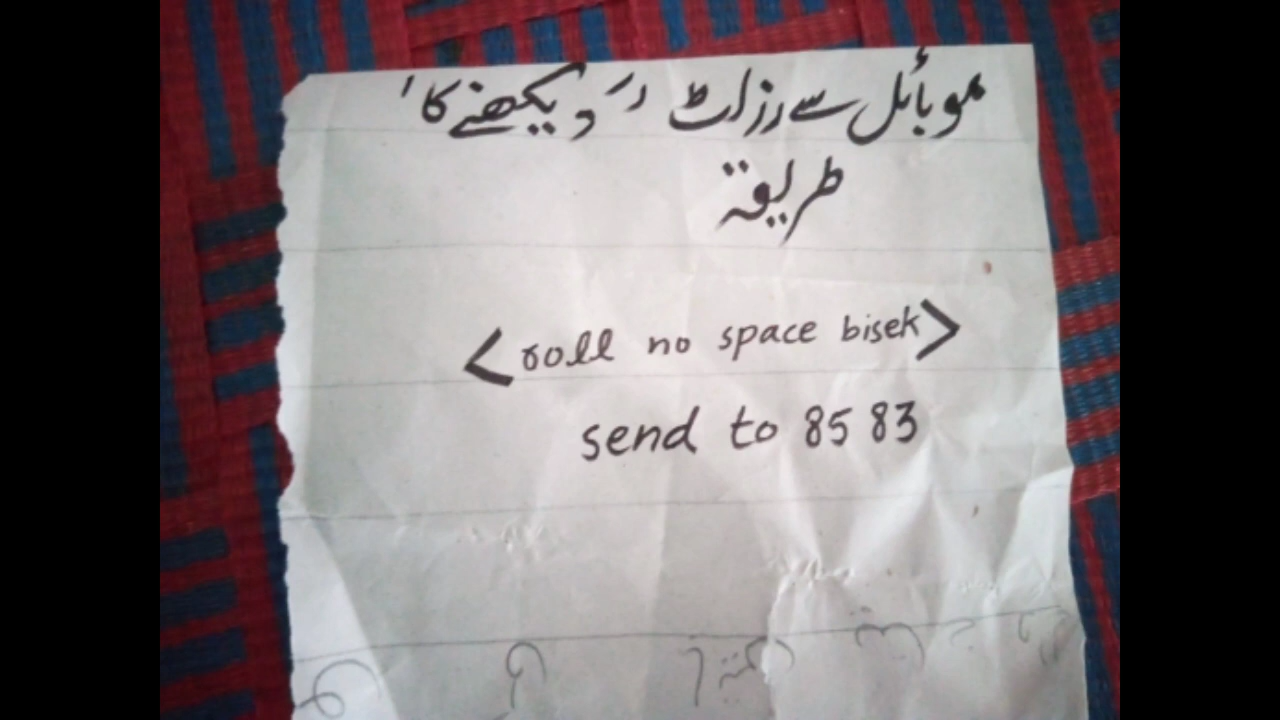 موبائل سے رزلٹ دیکھنے کا
طریقہ
<roll no space bisek>
send to 8583